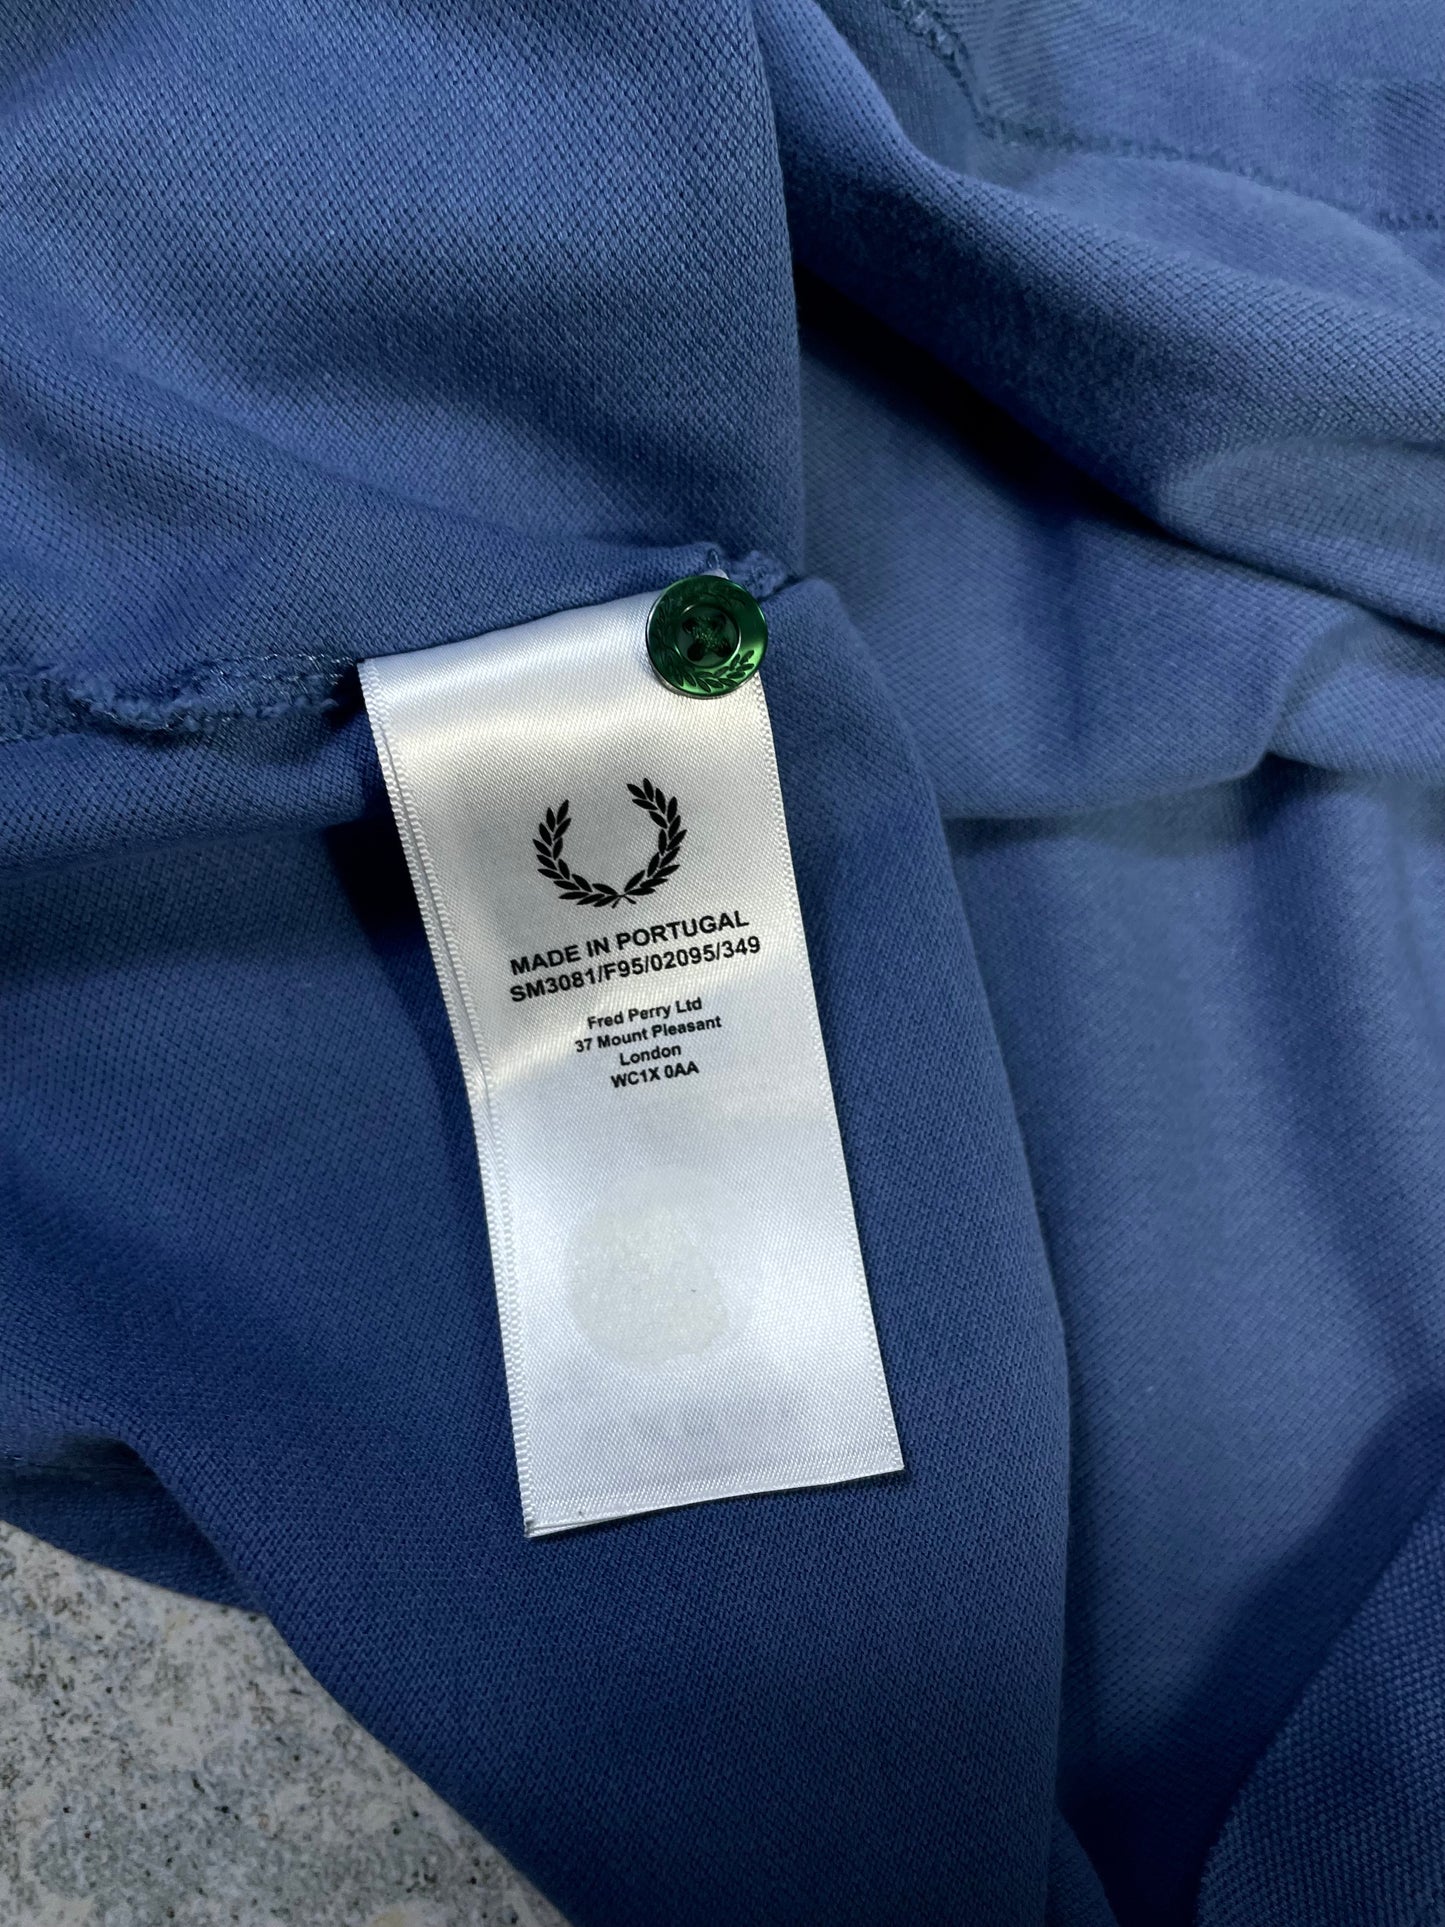 MADE IN PORTUGAL
SM3081/F95/02095/349
Fred Perry Ltd
37 Mount Pleasant
London
WC1X 0AA